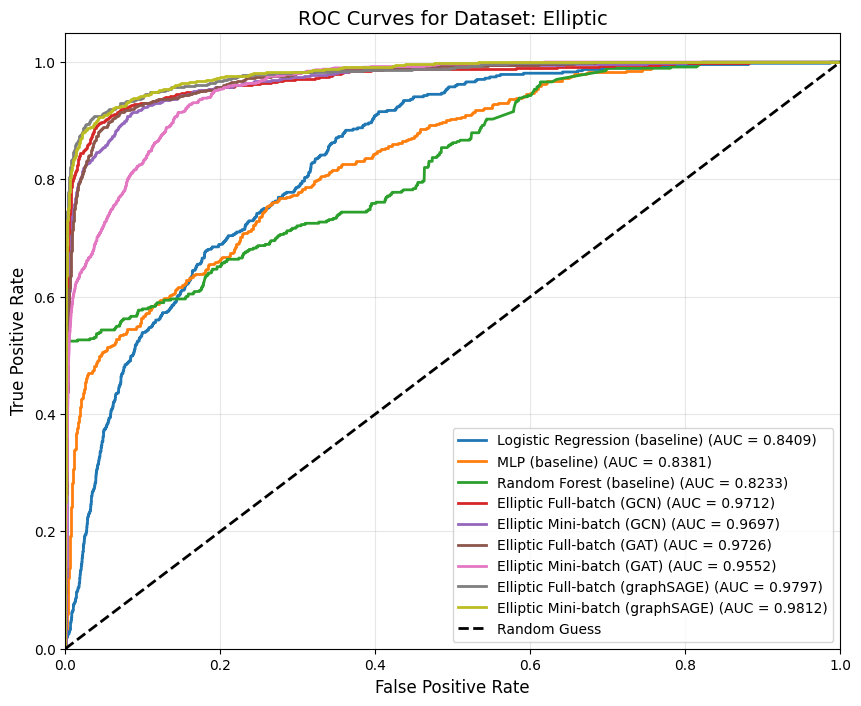 ROC Curves for Dataset: Elliptic
True Positive Rate
1.0
0.8
0.6
0.4
0.2
0.0
Logistic Regression (baseline) (AUC = 0.8409)
MLP (baseline) (AUC = 0.8381)
Random Forest (baseline) (AUC = 0.8233)
Elliptic Full-batch (GCN) (AUC = 0.9712)
Elliptic Mini-batch (GCN) (AUC = 0.9697)
Elliptic Full-batch (GAT) (AUC = 0.9726)
Elliptic Mini-batch (GAT) (AUC = 0.9552)
Elliptic Full-batch (graphSAGE) (AUC = 0.9797)
Elliptic Mini-batch (graphSAGE) (AUC = 0.9812)
Random Guess
0.0 0.2 0.4 0.6 0.8 1.0
False Positive Rate